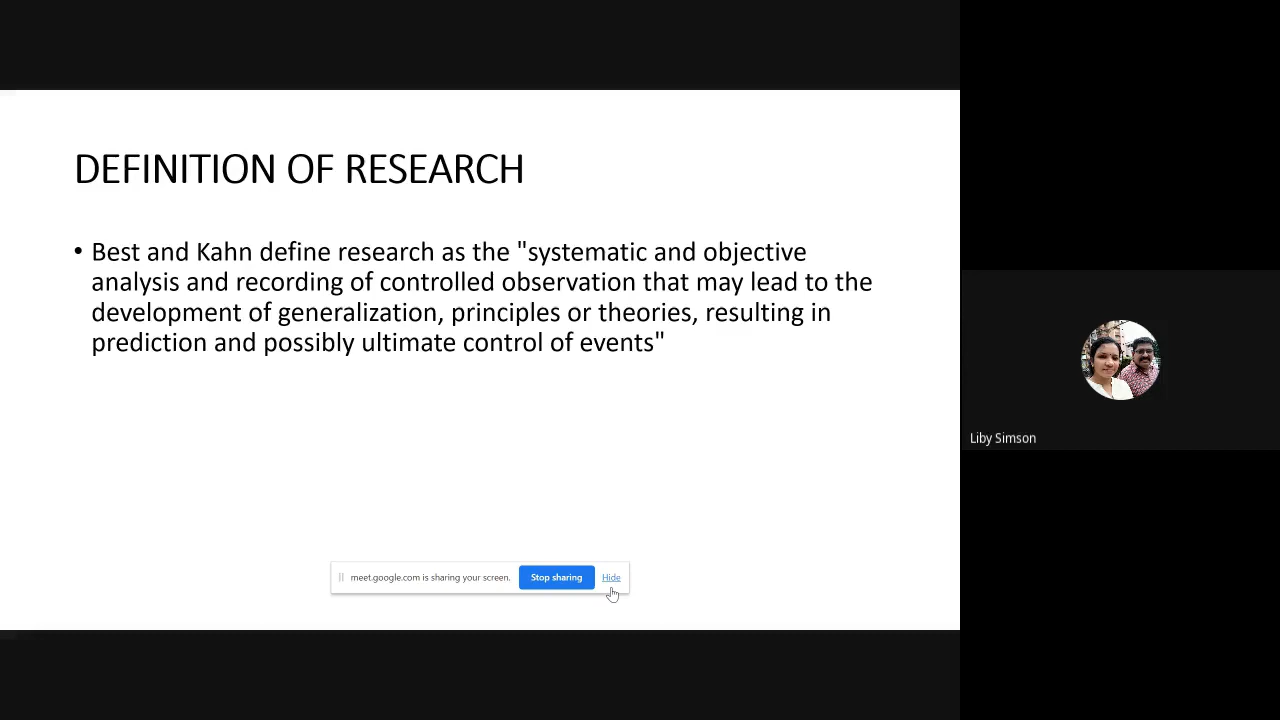 DEFINITION OF RESEARCH
• Best and Kahn define research as the "systematic and objective
analysis and recording of controlled observation that may lead to the
development of generalization, principles or theories, resulting in
prediction and possibly ultimate control of events"
meet.google.com is sharing your screen. Stop sharing Hide
Liby Simson